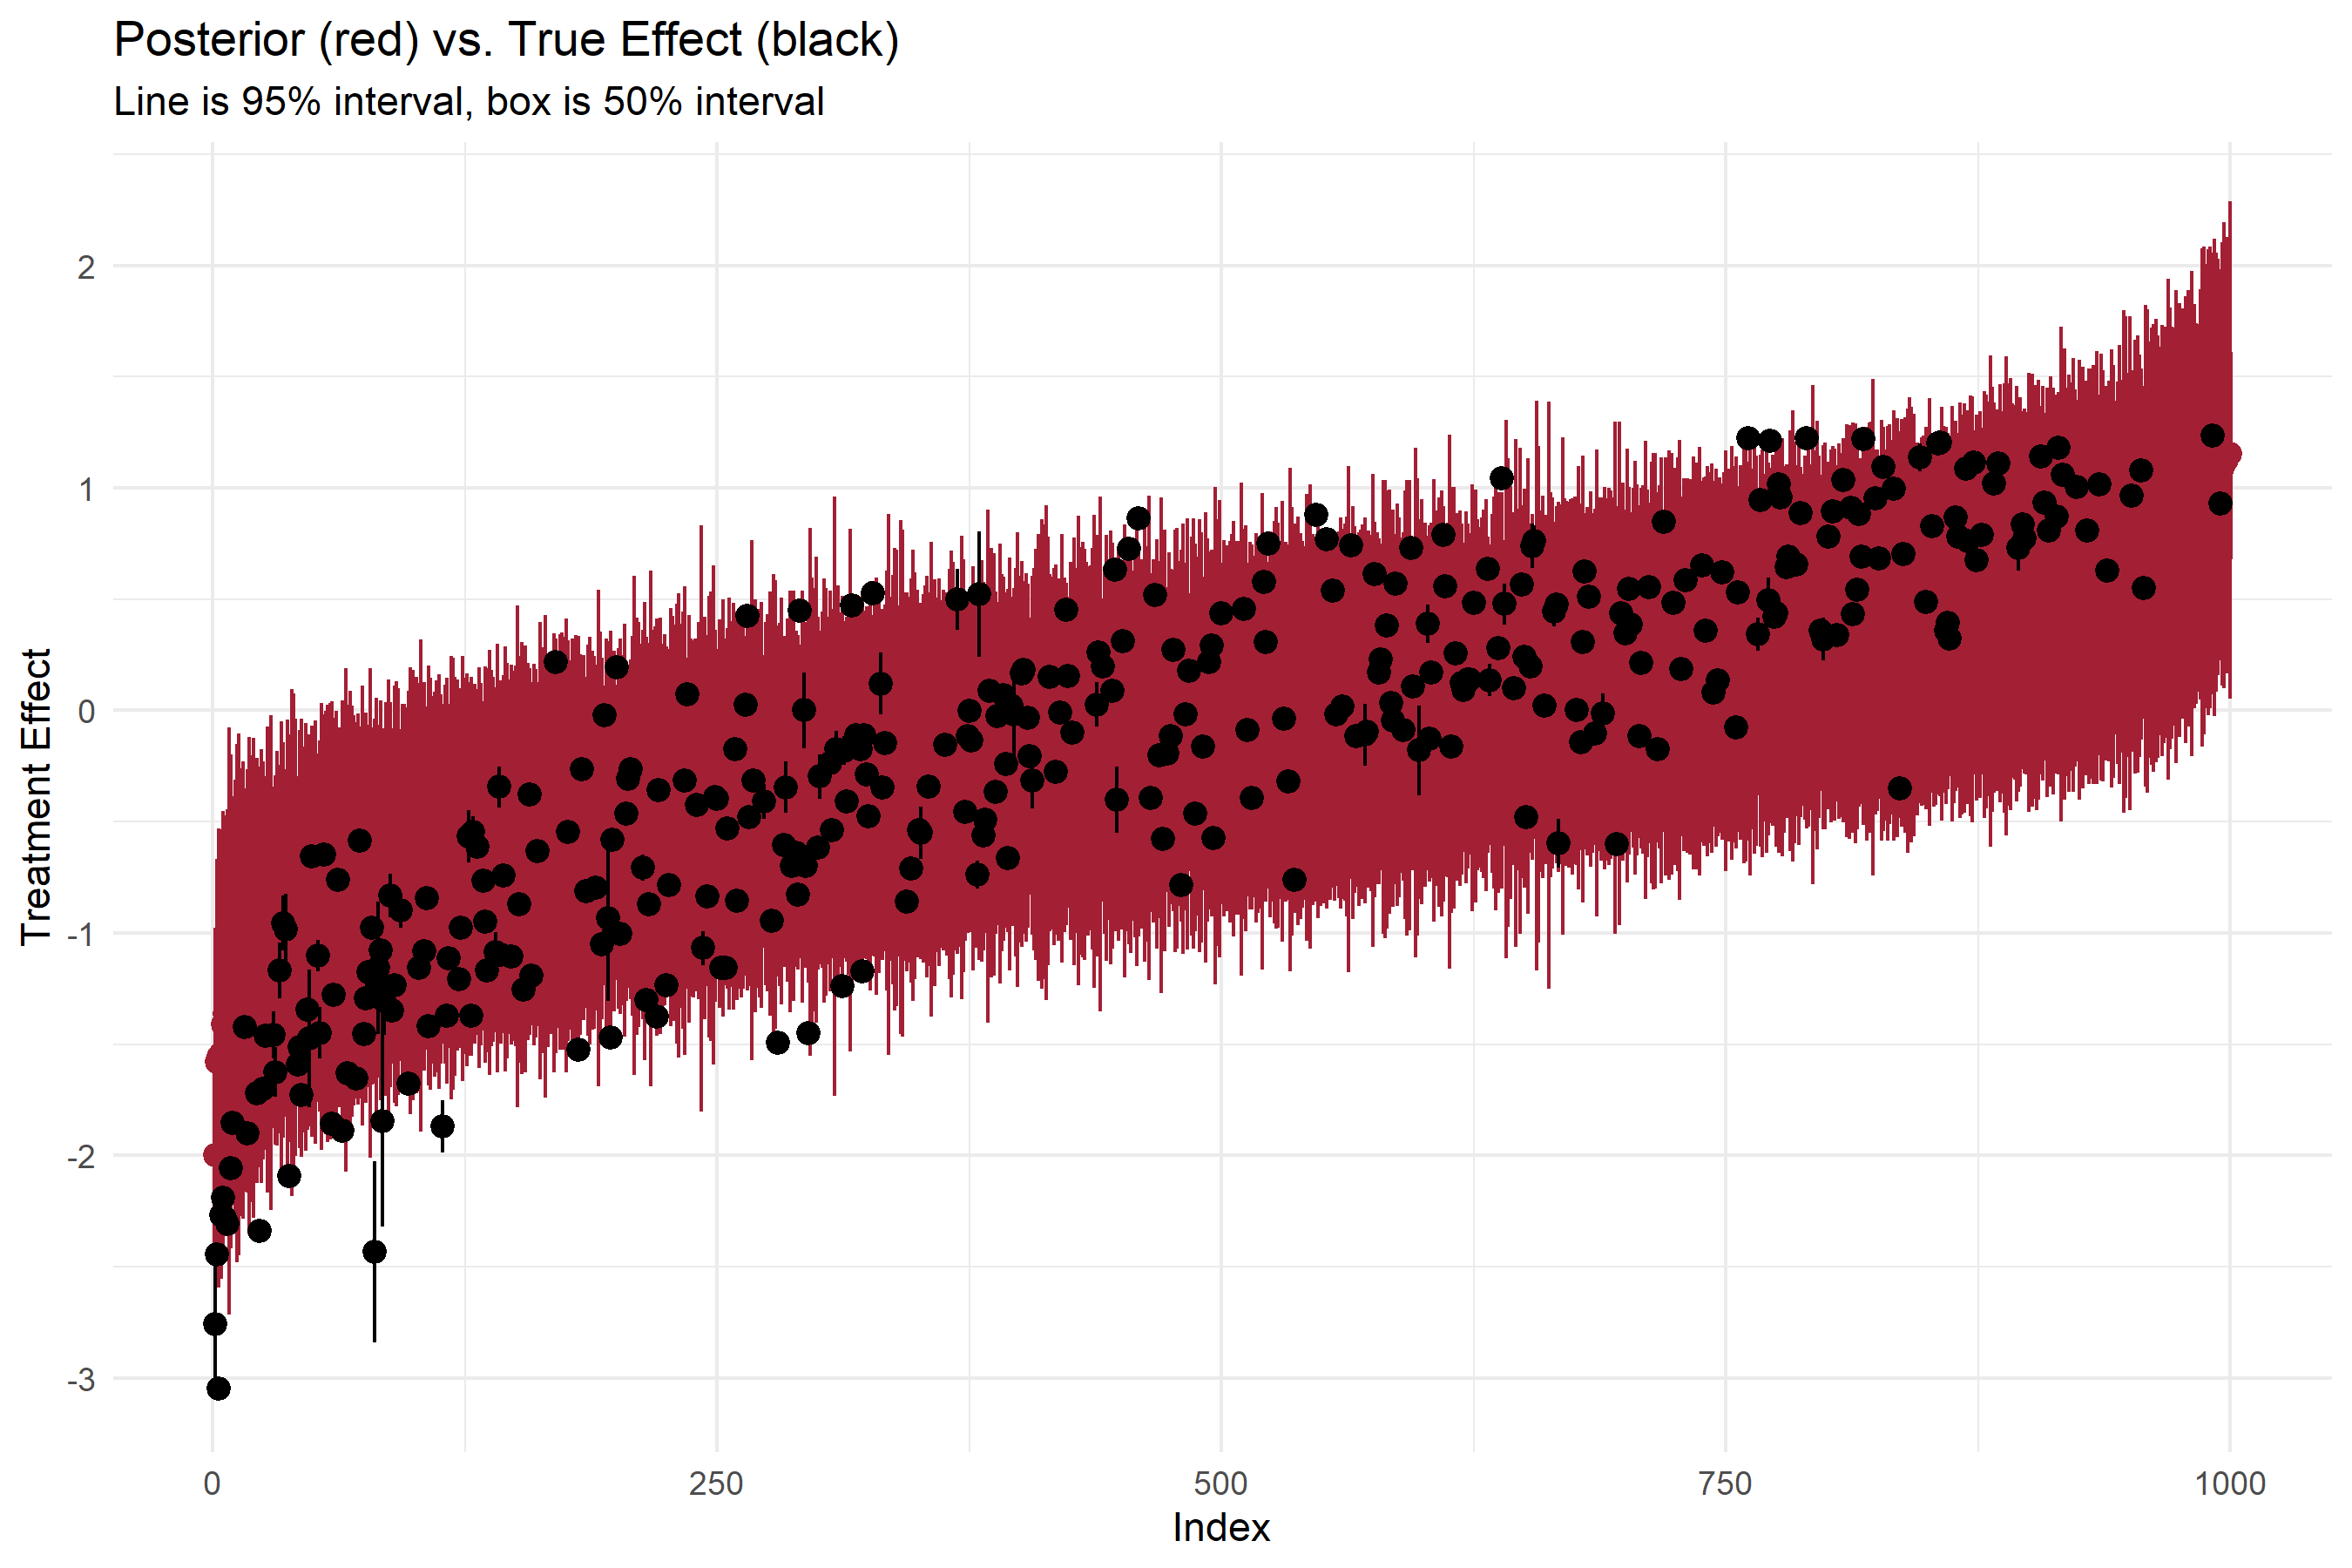 Posterior (red) vs. True Effect (black)
Line is 95% interval, box is 50% interval
Treatment Effect
2
1
0
-1
-2
-3
0
250
500
750
1000
Index